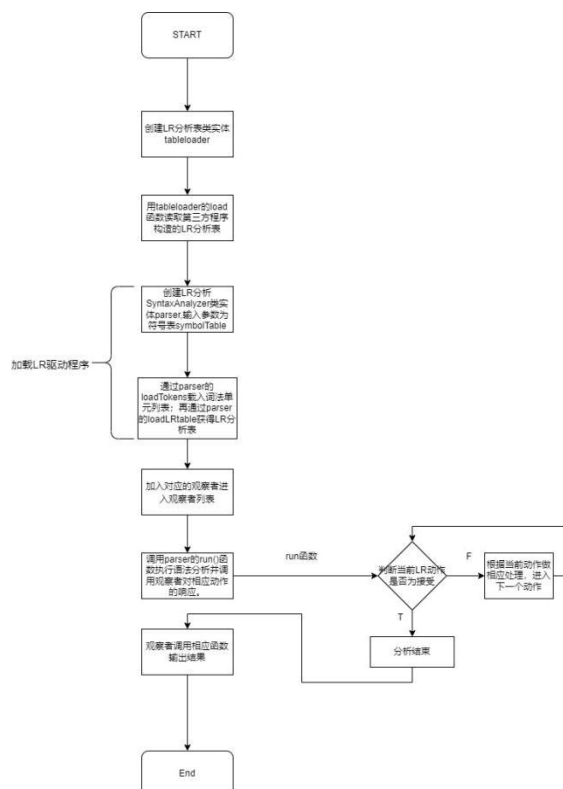 START
创建LR分析表类实体
tableloader
用tableloader的load
函数读取第三方程序
构造的LR分析表
创建LR分析
SyntaxAnalyzer类实
体parser,输入参数为
符号表symbolTable
加载LR驱动程序
通过parser的
loadTokens载入词法单
元列表；再通过parser
的loadLRtable获得LR分
析表
加入对应的观察者进
入观察者列表
调用parser的run()函
数执行语法分析并调
用观察者对相应动作
的响应。
run函数
判断当前LR动作
是否为接受
F
根据当前动作做
相应处理，进入
下一个动作
T
分析结束
观察者调用相应函数
输出结果
End